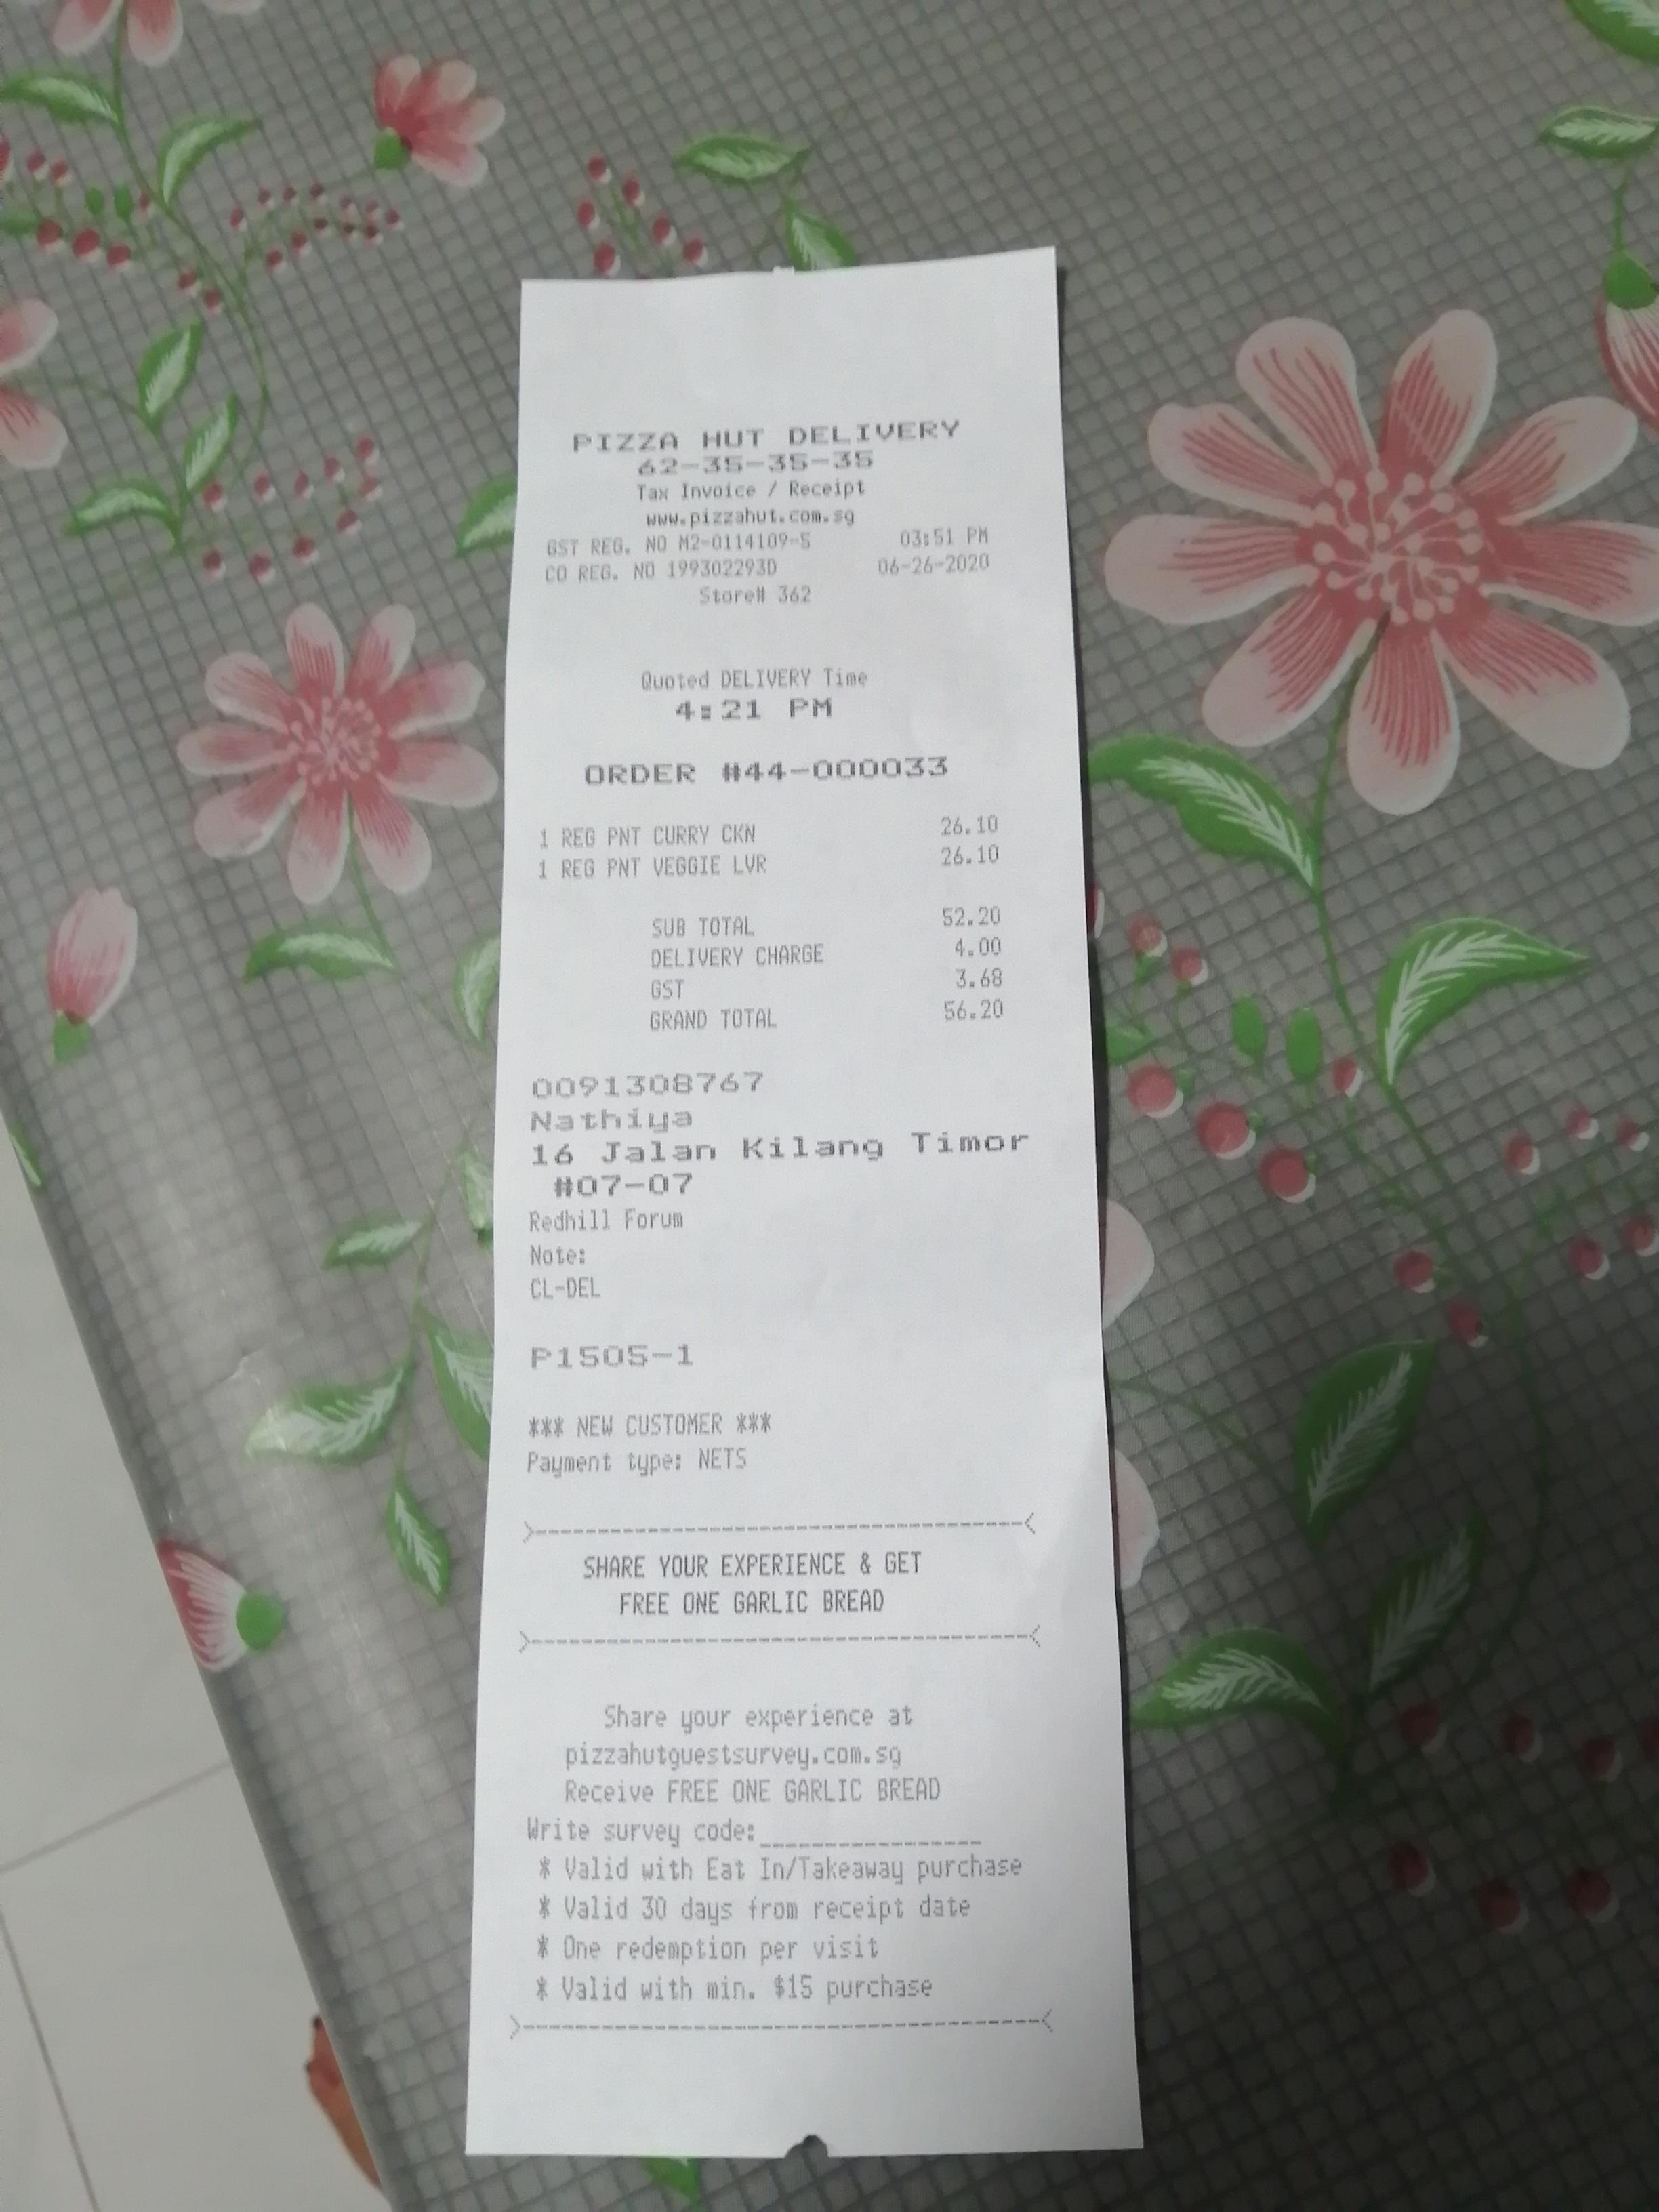 PIZZA HUT DELIVERY
62-35-35-35
Tax Invoice / Receipt
www.pizzahut.com.sg
GST REG. NO M2-0114109-5 03:51 PM
CO REG. NO 199302293D 06-26-2020
Store# 362
Quoted DELIVERY Time
4:21 PM
ORDER #44-000033
1 REG PNT CURRY CKN 26.10
1 REG PNT VEGGIE LVR 26.10
SUB TOTAL 52.20
DELIVERY CHARGE 4.00
GST 3.68
GRAND TOTAL 56.20
0091308767
Nathiya
16 Jalan Kilang Timor
#07-07
Redhill Forum
Note:
CL-DEL
P1505-1
*** NEW CUSTOMER ***
Payment type: NETS
>----------------------------------------<
SHARE YOUR EXPERIENCE & GET
FREE ONE GARLIC BREAD
>----------------------------------------<
Share your experience at
pizzahutguestsurvey.com.sg
Receive FREE ONE GARLIC BREAD
Write survey code:________________
* Valid with Eat In/Takeaway purchase
* Valid 30 days from receipt date
* One redemption per visit
* Valid with min. $15 purchase
>----------------------------------------<